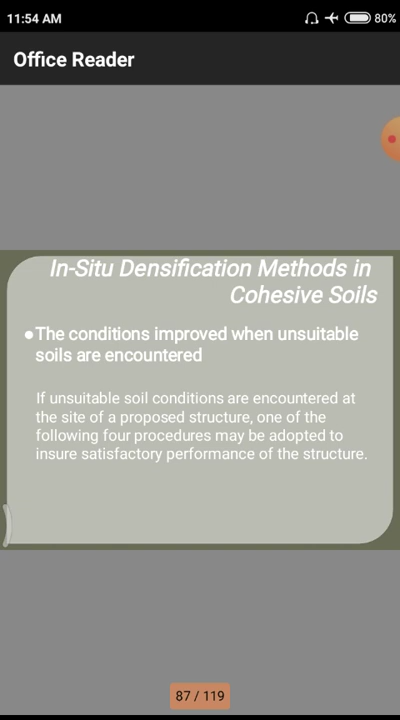 11:54 AM
80%
Office Reader
In-Situ Densification Methods in
Cohesive Soils
●The conditions improved when unsuitable
soils are encountered
If unsuitable soil conditions are encountered at
the site of a proposed structure, one of the
following four procedures may be adopted to
insure satisfactory performance of the structure.
87 / 119